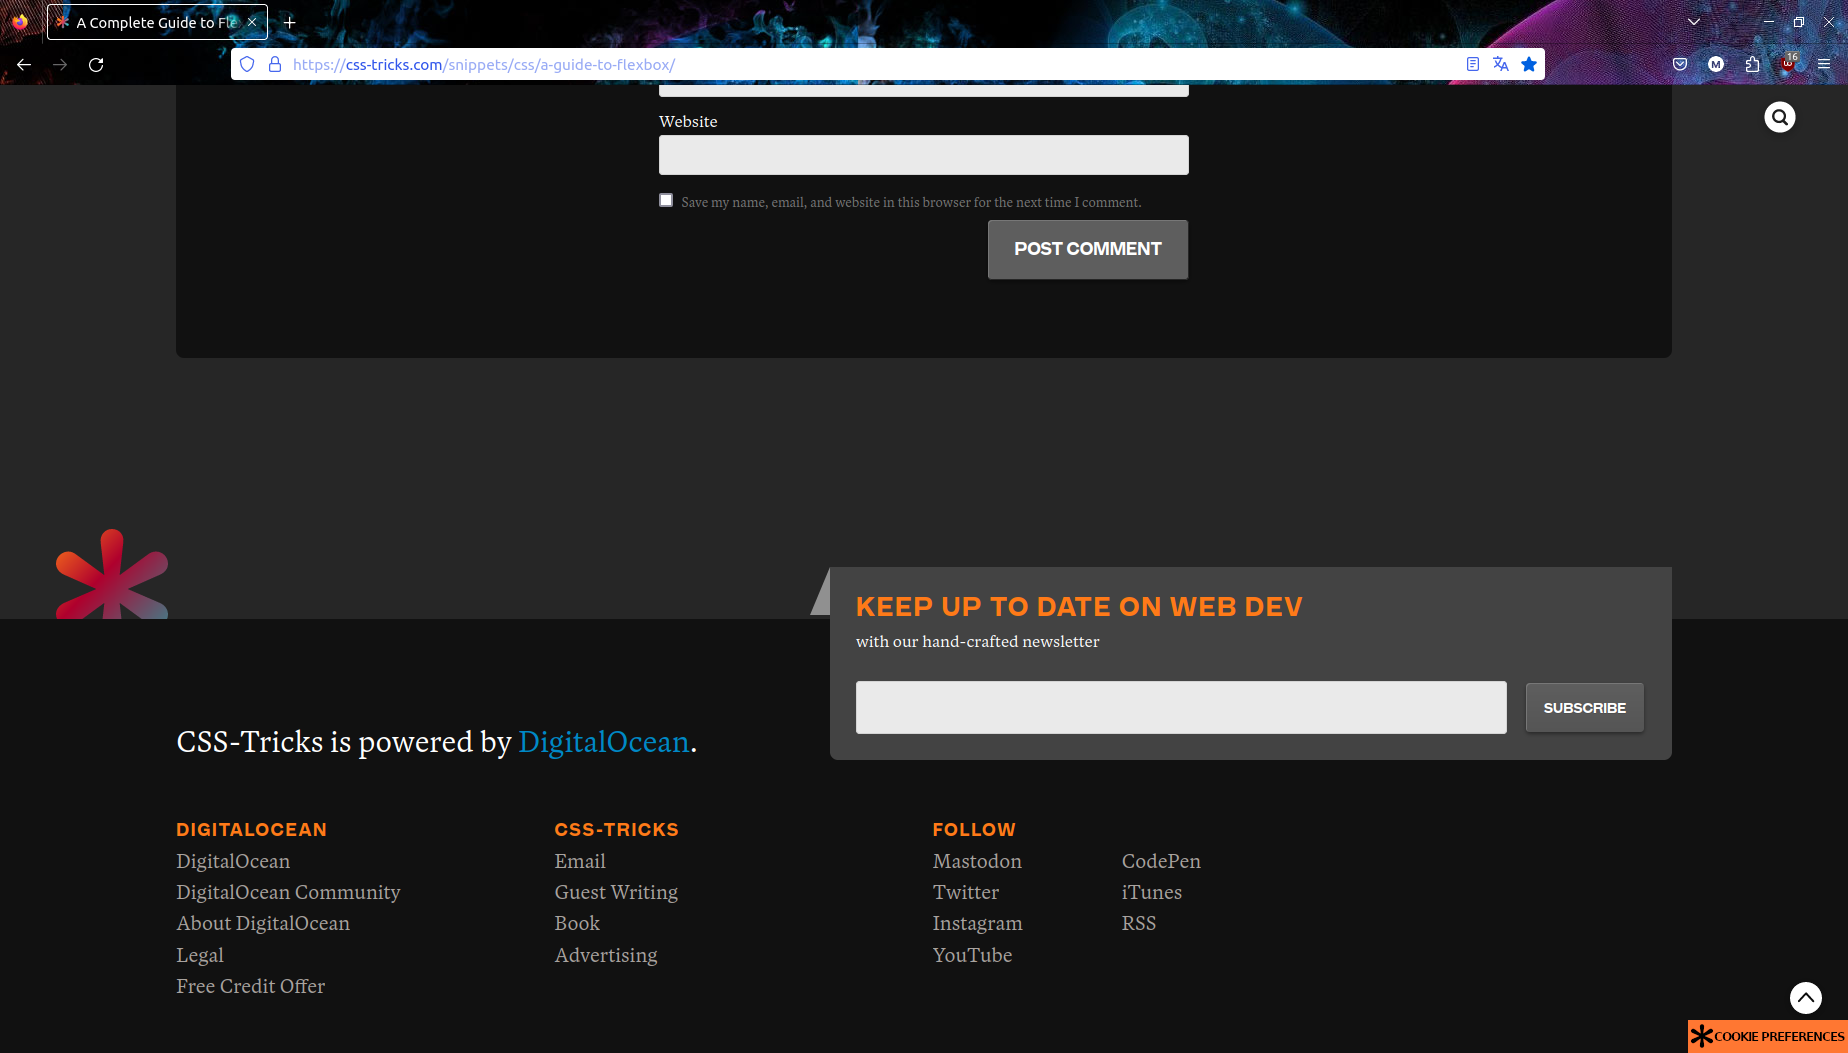 A Complete Guide to Fle
https://css-tricks.com/snippets/css/a-guide-to-flexbox/
M
16
Website
Save my name, email, and website in this browser for the next time I comment.
POST COMMENT
KEEP UP TO DATE ON WEB DEV
with our hand-crafted newsletter
SUBSCRIBE
CSS-Tricks is powered by DigitalOcean.
DIGITALOCEAN
DigitalOcean
DigitalOcean Community
About DigitalOcean
Legal
Free Credit Offer
CSS-TRICKS
Email
Guest Writing
Book
Advertising
FOLLOW
Mastodon
Twitter
Instagram
YouTube
CodePen
iTunes
RSS
COOKIE PREFERENCES